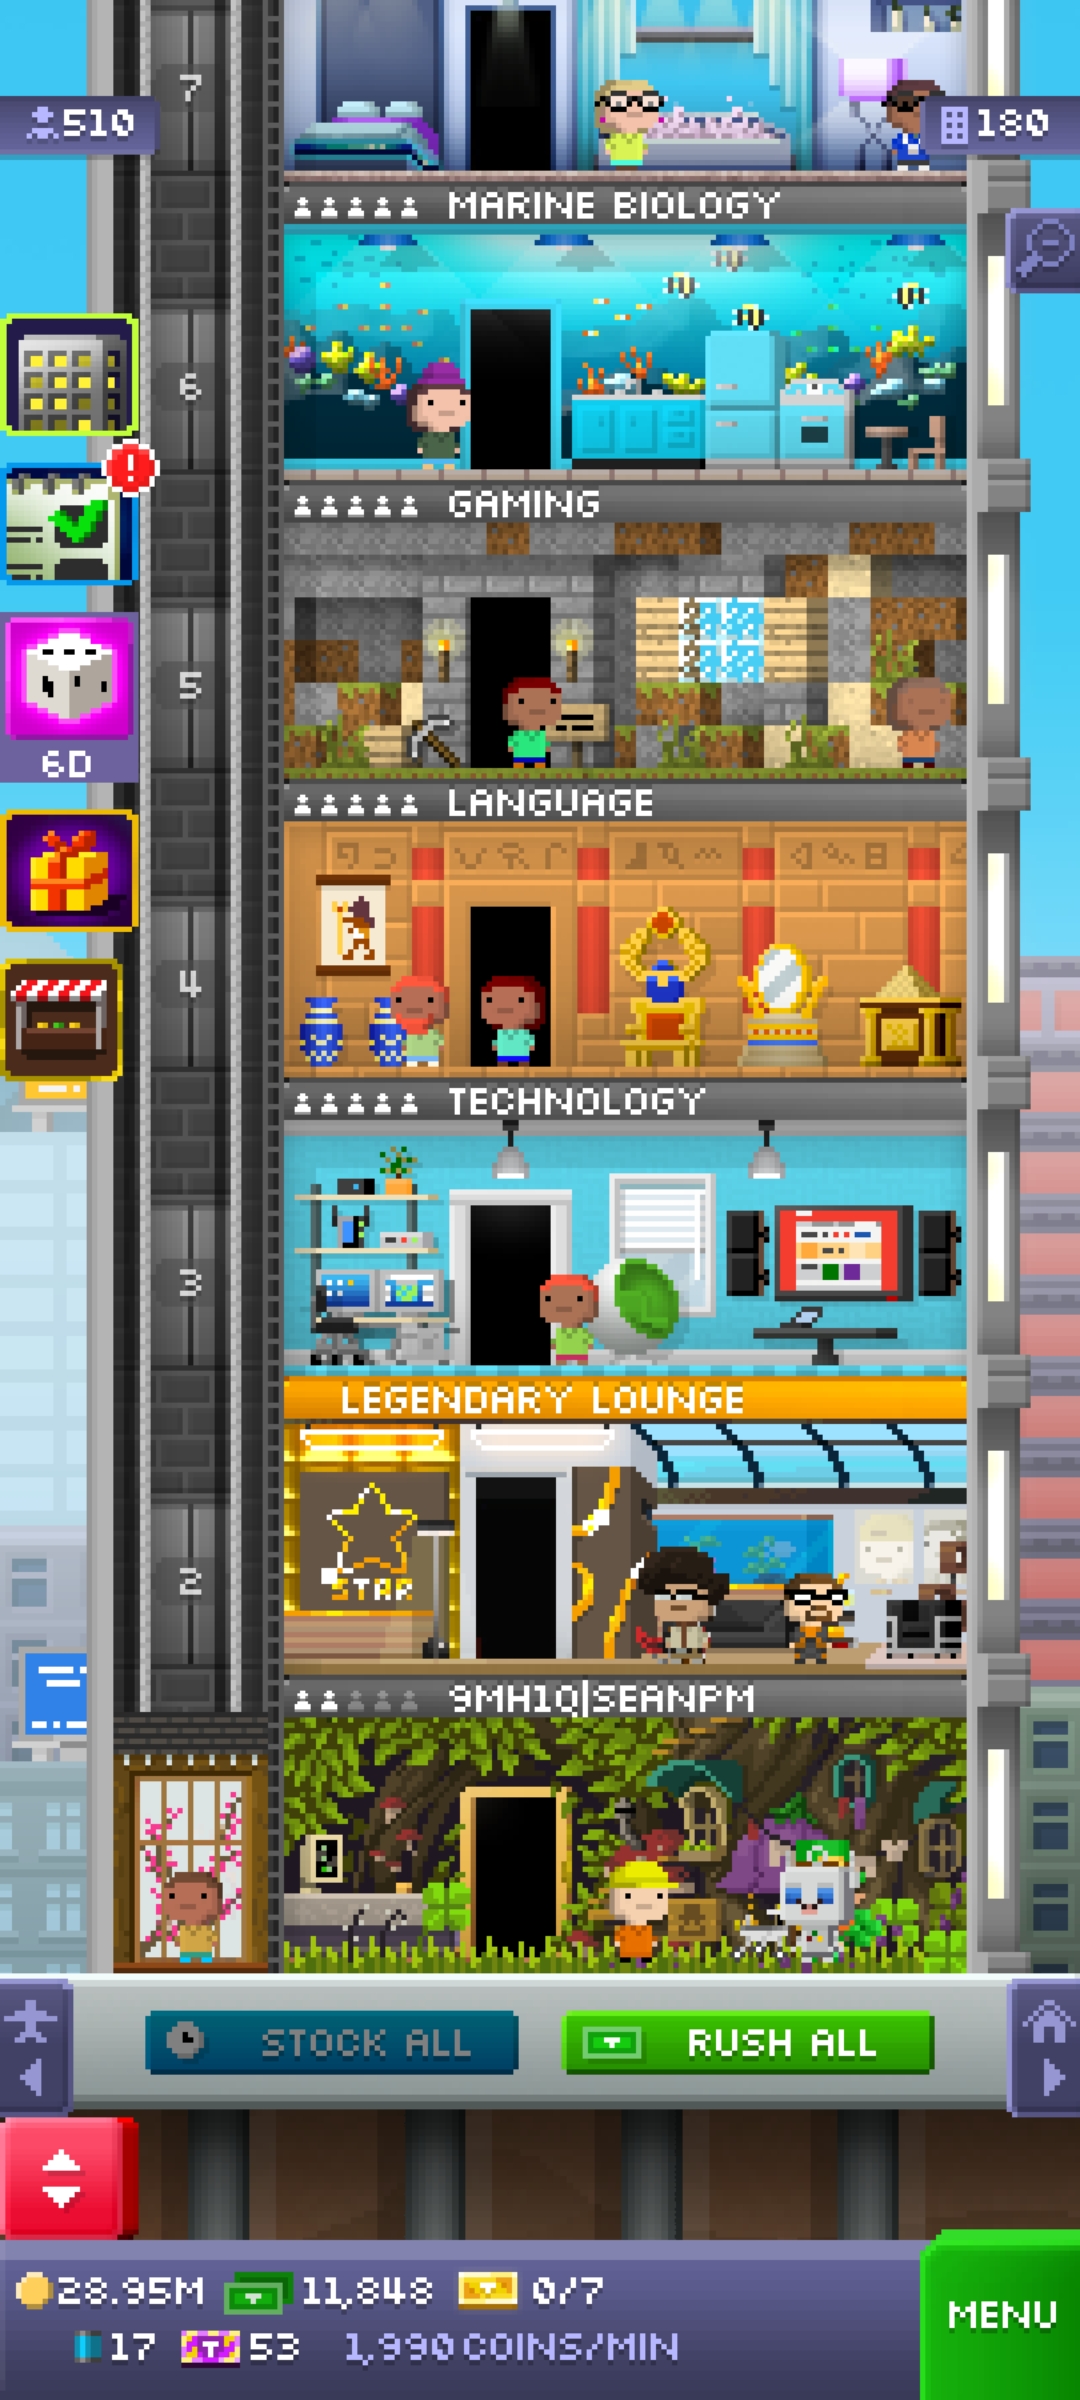 7
510
180
MARINE BIOLOGY
6
GAMING
5
6D
LANGUAGE
4
TECHNOLOGY
3
LEGENDARY LOUNGE
STAR
2
9MH1Q|SEANPM
STOCK ALL
RUSH ALL
28.95M
11,848
0/7
MENU
17
53
1,990 COINS/MIN